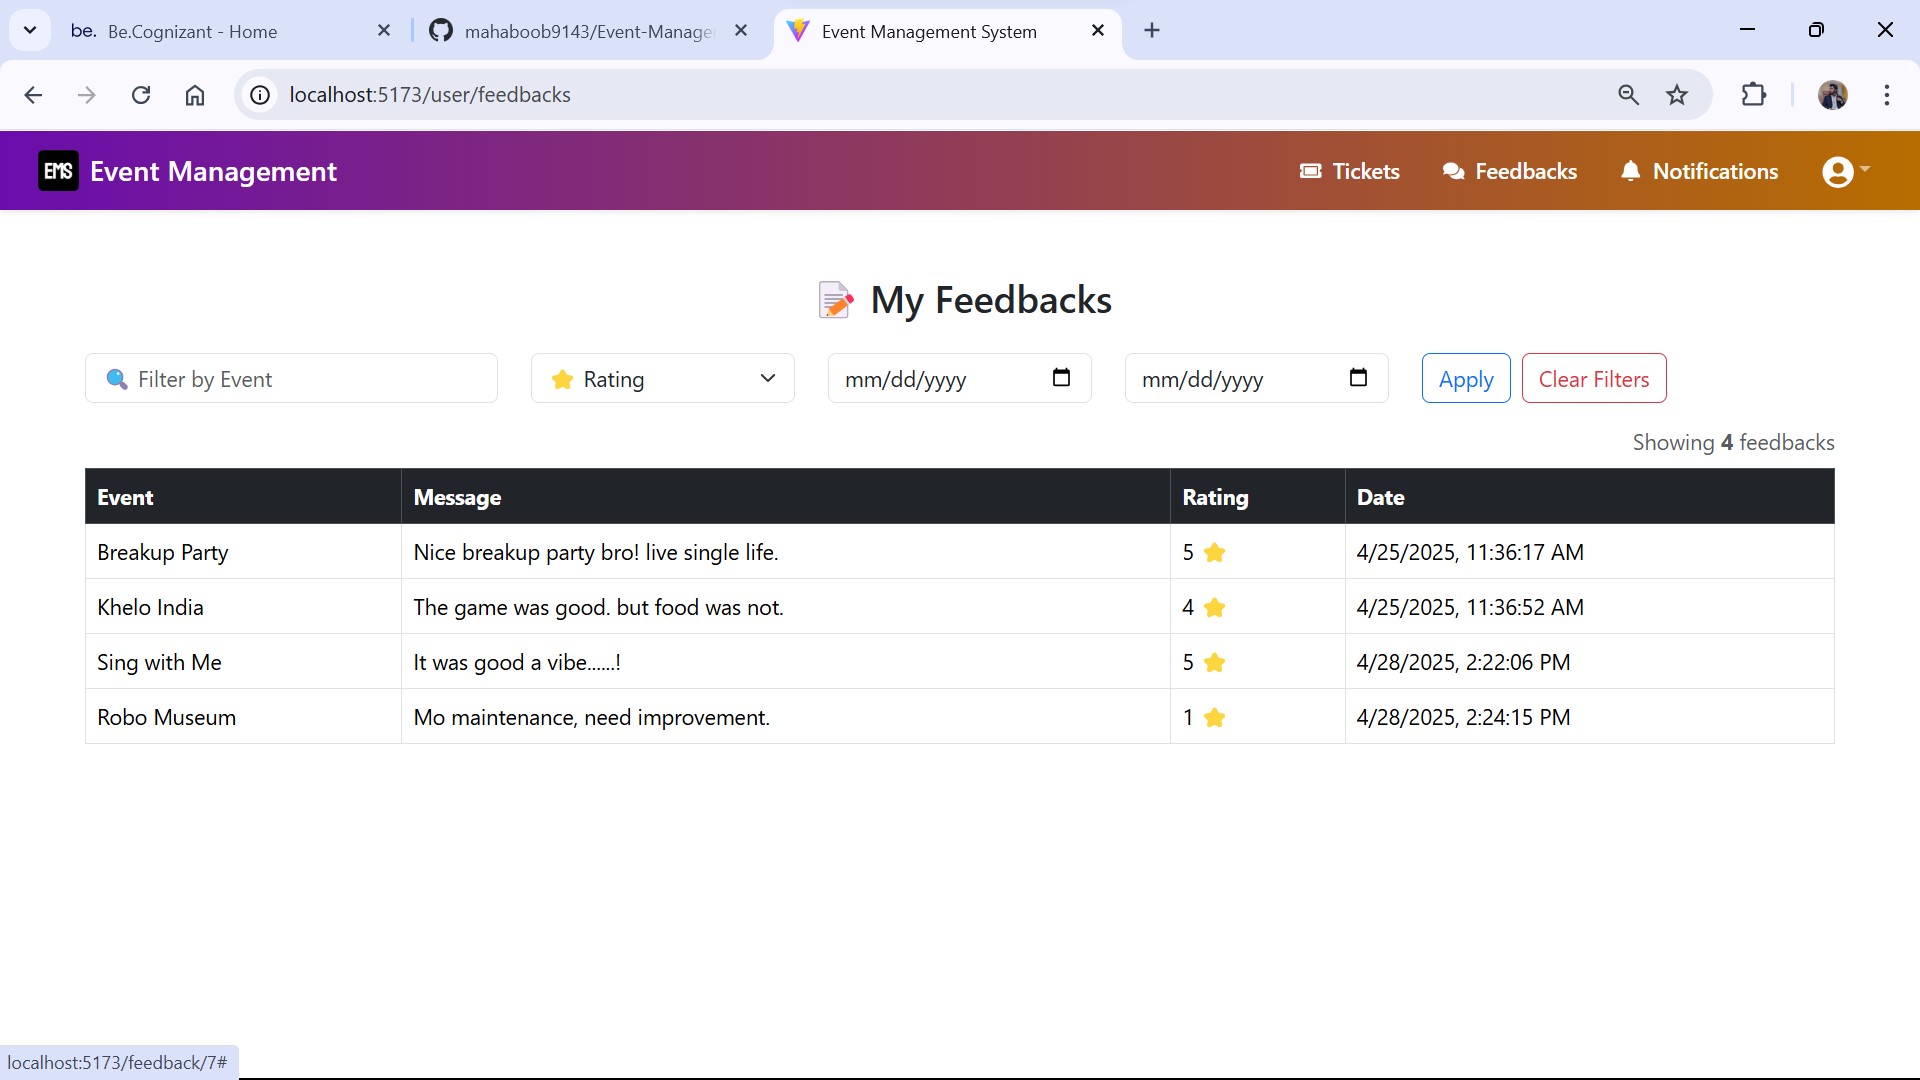 be. Be.Cognizant - Home
mahaboob9143/Event-Manage
Event Management System
localhost:5173/user/feedbacks
EMS Event Management
Tickets
Feedbacks
Notifications
My Feedbacks
Filter by Event
Rating
mm/dd/yyyy
mm/dd/yyyy
Apply
Clear Filters
Showing 4 feedbacks
Event Message Rating Date
Breakup Party Nice breakup party bro! live single life. 5 4/25/2025, 11:36:17 AM
Khelo India The game was good. but food was not. 4 4/25/2025, 11:36:52 AM
Sing with Me It was good a vibe......! 5 4/28/2025, 2:22:06 PM
Robo Museum Mo maintenance, need improvement. 1 4/28/2025, 2:24:15 PM
localhost:5173/feedback/7#